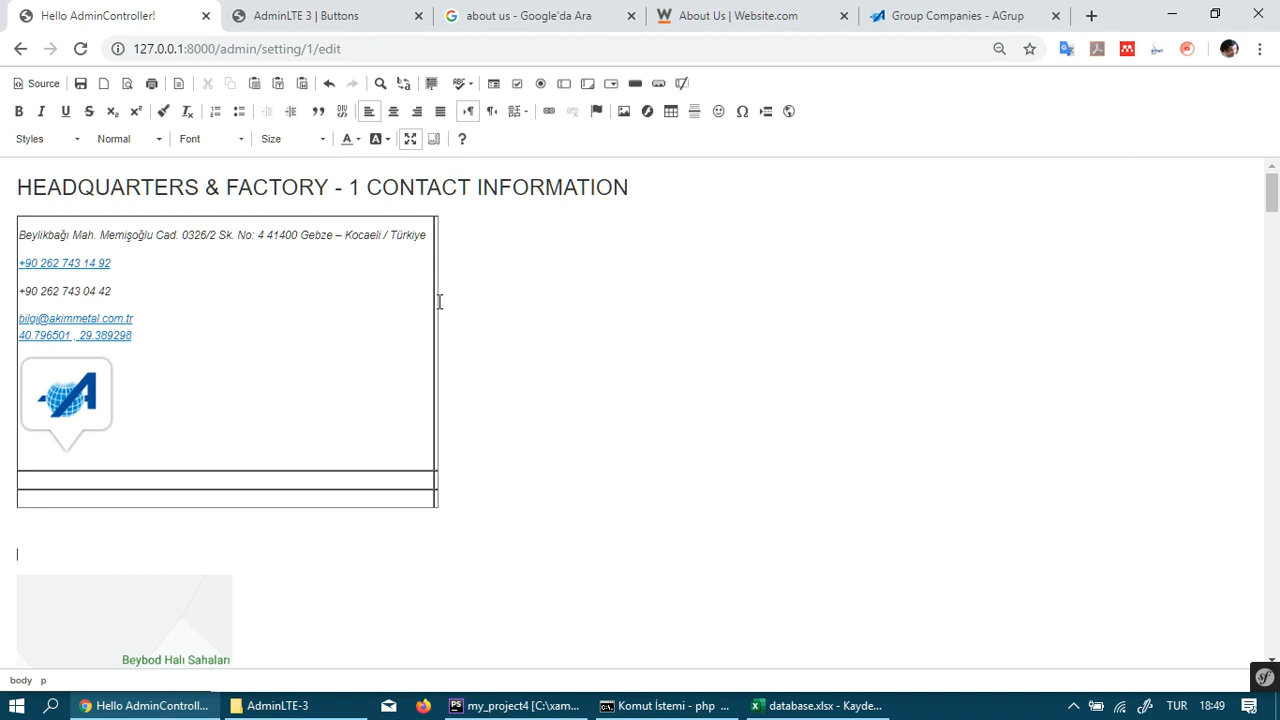 Hello AdminController!
AdminLTE 3 | Buttons
about us - Google'da Ara
About Us | Website.com
Group Companies - AGrup
127.0.0.1:8000/admin/setting/1/edit
Source
Styles Normal Font Size
HEADQUARTERS & FACTORY - 1 CONTACT INFORMATION
Beylikbağı Mah. Memişoğlu Cad. 0326/2 Sk. No: 4 41400 Gebze – Kocaeli / Türkiye
+90 262 743 14 92
+90 262 743 04 42
bilgi@akimmetal.com.tr
40.796501 , 29.389298
Beybod Halı Sahaları
body p
Hello AdminControll...
AdminLTE-3
my_project4 [C:\xam...
Komut İstemi - php ...
database.xlsx - Kayde...
TUR
18:49